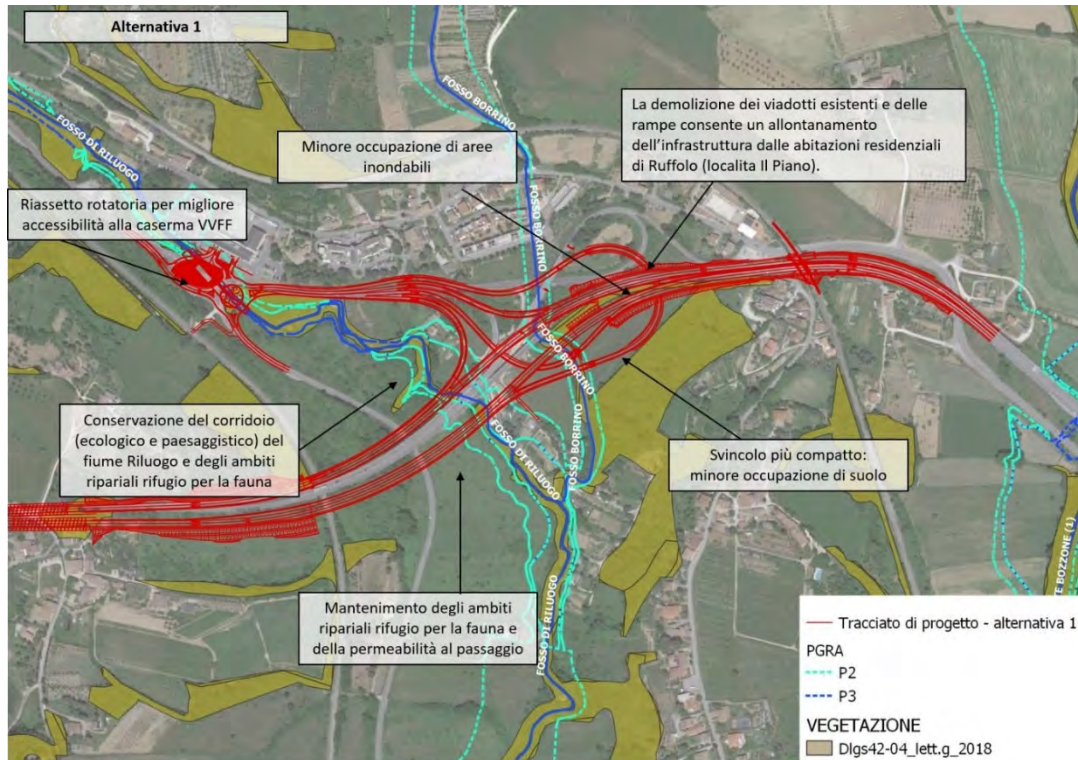 Alternativa 1
FOSSO BORRINO
La demolizione dei viadotti esistenti e delle
rampe consente un allontanamento
dell'infrastruttura dalle abitazioni residenziali
di Ruffolo (localita Il Piano).
FOSSO DI RILUOGO
Minore occupazione di aree
inondabili
Riassetto rotatoria per migliore
accessibilità alla caserma VVFF
FOSSO BORRINO
FOSSO BORRINO
Conservazione del corridoio
(ecologico e paesaggistico) del
fiume Riluogo e degli ambiti
ripariali rifugio per la fauna
FOSSO DI RILUOGO
FOSSO BORRINO
Svincolo più compatto:
minore occupazione di suolo
Mantenimento degli ambiti
ripariali rifugio per la fauna e
della permeabilità al passaggio
FOSSO DI RILUOGO
E BOZZONE (1)
Tracciato di progetto - alternativa 1
PGRA
P2
P3
VEGETAZIONE
Dlgs42-04_lett.g_2018